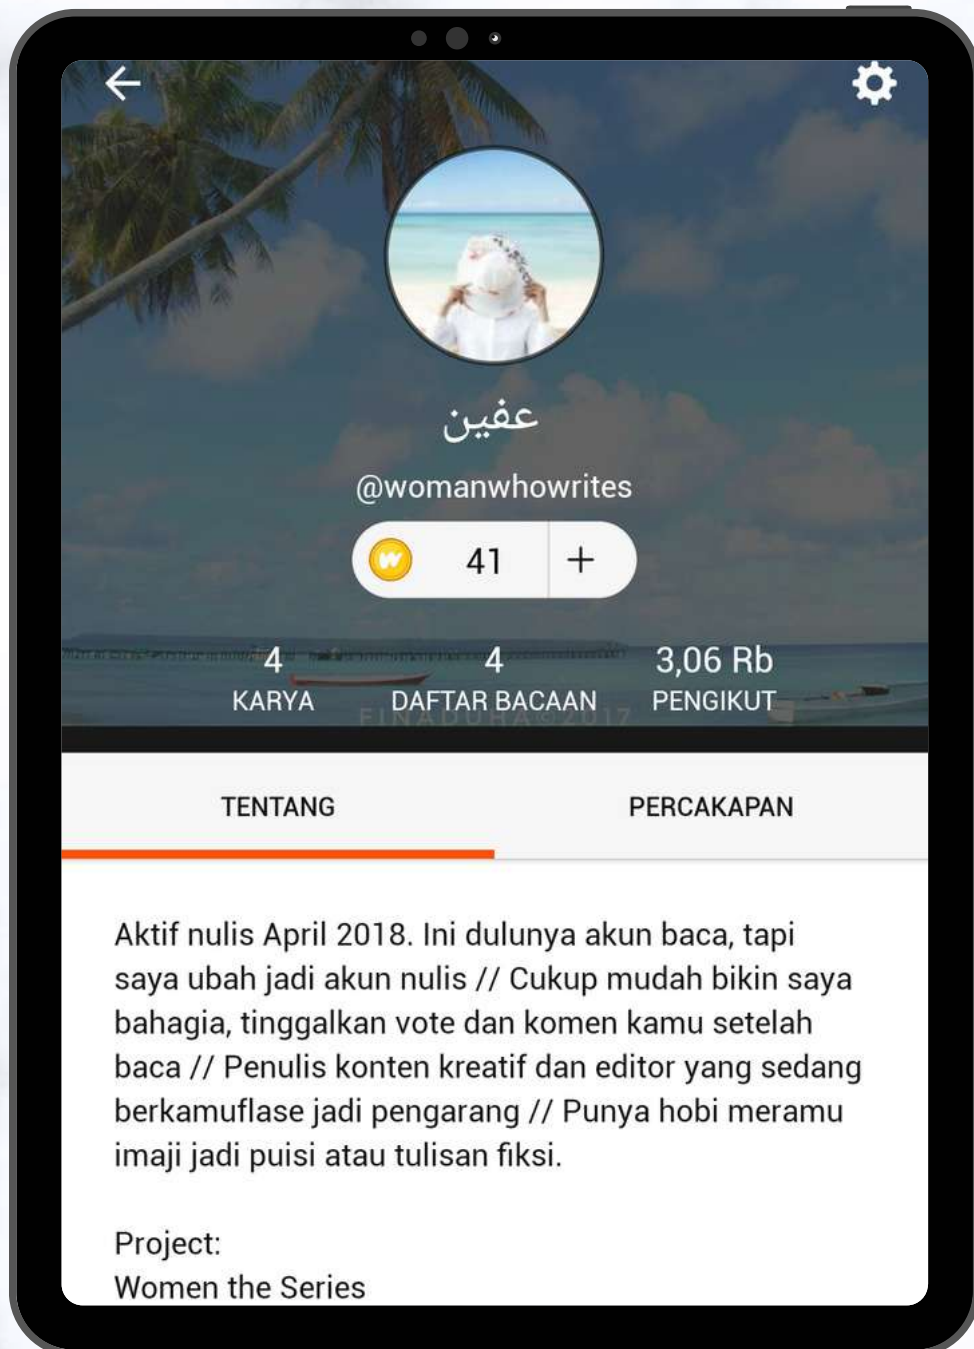 عفين
@womanwhowrites
41 +
4
KARYA
4
DAFTAR BACAAN
3,06 Rb
PENGIKUT
FINADUHA©2017
TENTANG
PERCAKAPAN
Aktif nulis April 2018. Ini dulunya akun baca, tapi
saya ubah jadi akun nulis // Cukup mudah bikin saya
bahagia, tinggalkan vote dan komen kamu setelah
baca // Penulis konten kreatif dan editor yang sedang
berkamuflase jadi pengarang // Punya hobi meramu
imaji jadi puisi atau tulisan fiksi.
Project:
Women the Series